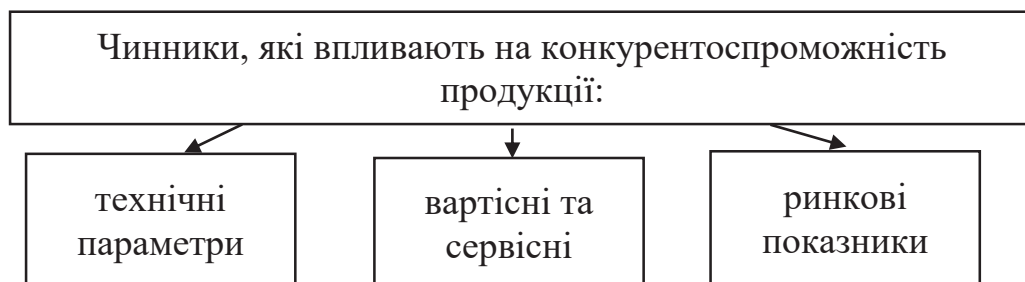 Чинники, які впливають на конкурентоспроможність
продукції:
технічні
параметри
вартісні та
сервісні
ринкові
показники